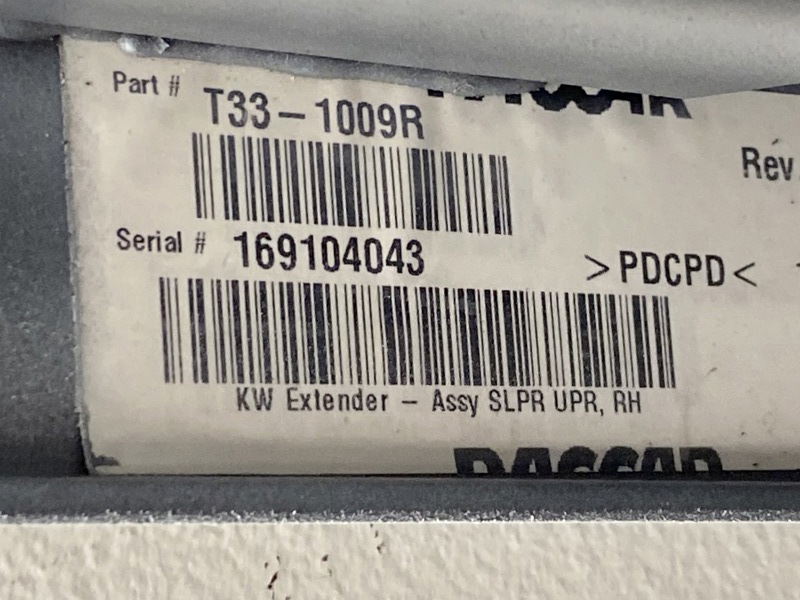 Part # T33-1009R
Rev.
Serial # 169104043
>PDCPD<
KW Extender - Assy SLPR UPR, RH